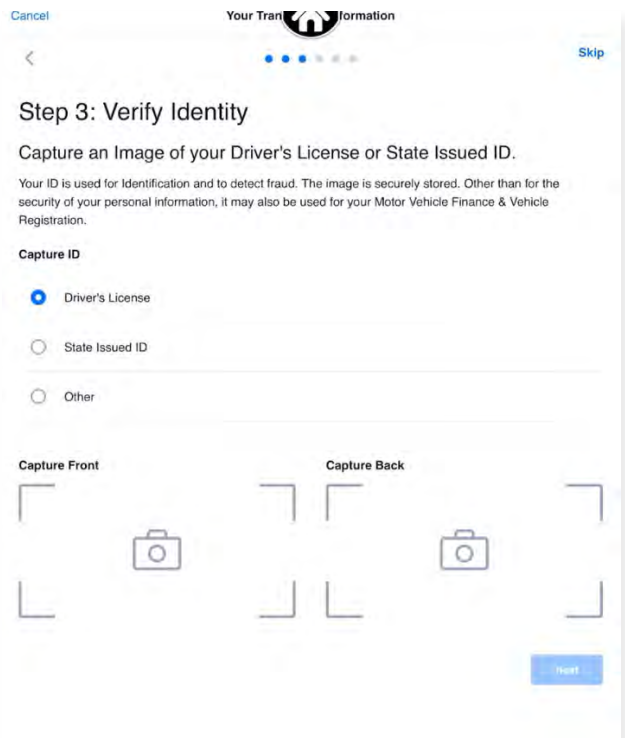 Cancel
Your Tran formation
Skip
Step 3: Verify Identity
Capture an Image of your Driver's License or State Issued ID.
Your ID is used for Identification and to detect fraud. The image is securely stored. Other than for the
security of your personal information, it may also be used for your Motor Vehicle Finance & Vehicle
Registration.
Capture ID
Driver's License
State Issued ID
Other
Capture Front
Capture Back
Next